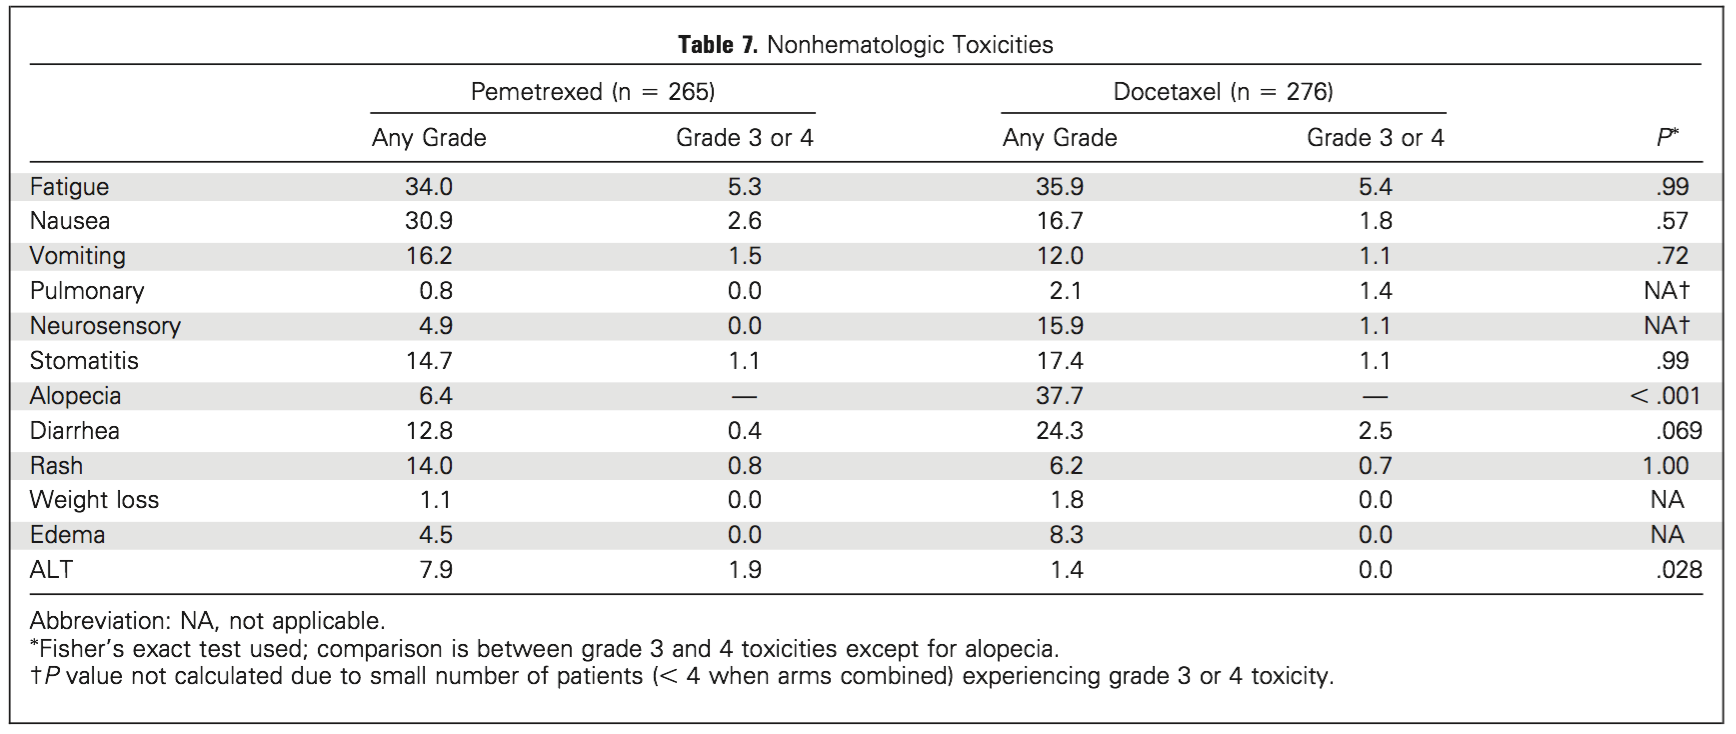 Table 7. Nonhematologic Toxicities
Pemetrexed (n = 265) Docetaxel (n = 276)
Any Grade Grade 3 or 4 Any Grade Grade 3 or 4 P*
Fatigue 34.0 5.3 35.9 5.4 .99
Nausea 30.9 2.6 16.7 1.8 .57
Vomiting 16.2 1.5 12.0 1.1 .72
Pulmonary 0.8 0.0 2.1 1.4 NA†
Neurosensory 4.9 0.0 15.9 1.1 NA†
Stomatitis 14.7 1.1 17.4 1.1 .99
Alopecia 6.4 — 37.7 — < .001
Diarrhea 12.8 0.4 24.3 2.5 .069
Rash 14.0 0.8 6.2 0.7 1.00
Weight loss 1.1 0.0 1.8 0.0 NA
Edema 4.5 0.0 8.3 0.0 NA
ALT 7.9 1.9 1.4 0.0 .028
Abbreviation: NA, not applicable.
*Fisher's exact test used; comparison is between grade 3 and 4 toxicities except for alopecia.
†P value not calculated due to small number of patients (< 4 when arms combined) experiencing grade 3 or 4 toxicity.